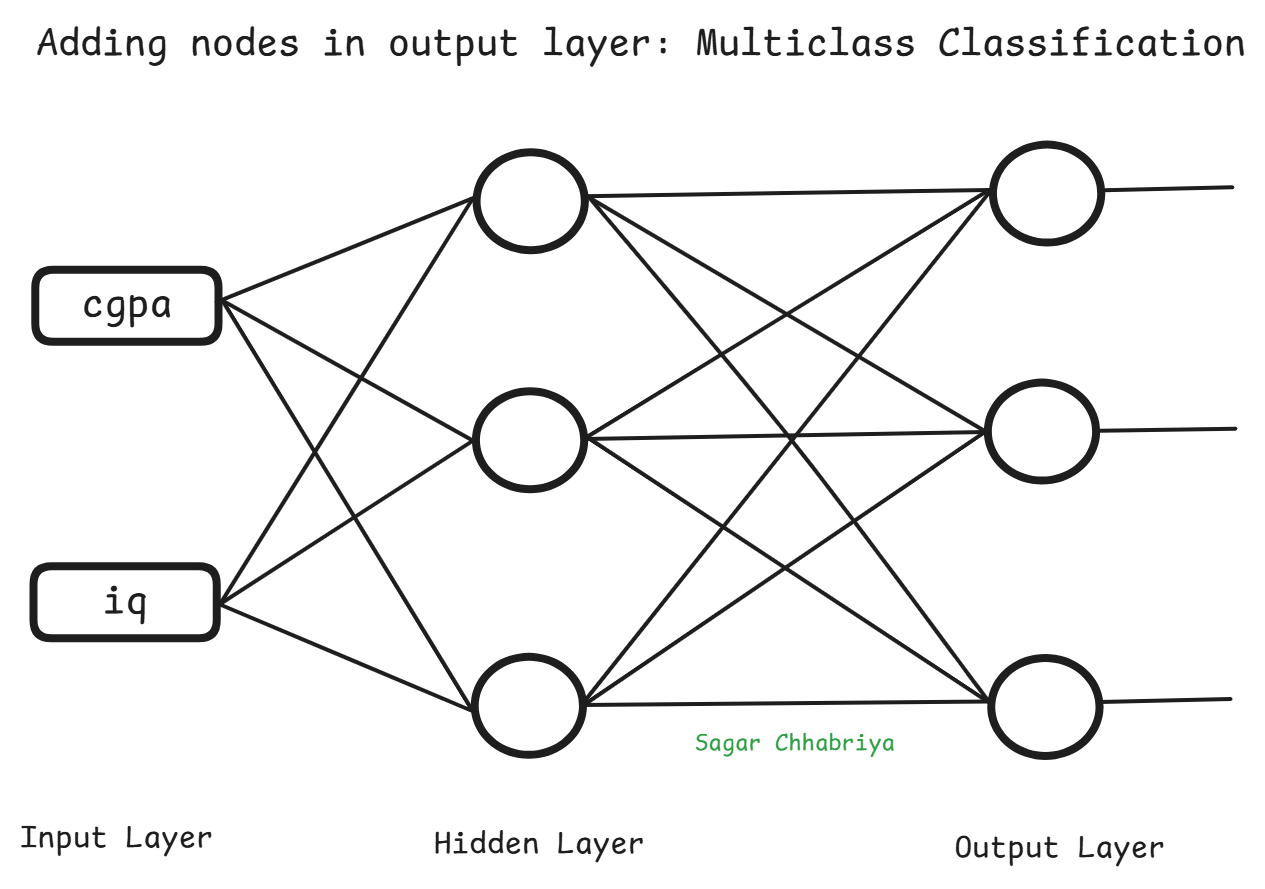 Adding nodes in output layer: Multiclass Classification
cgpa
iq
Sagar Chhabriya
Input Layer
Hidden Layer
Output Layer